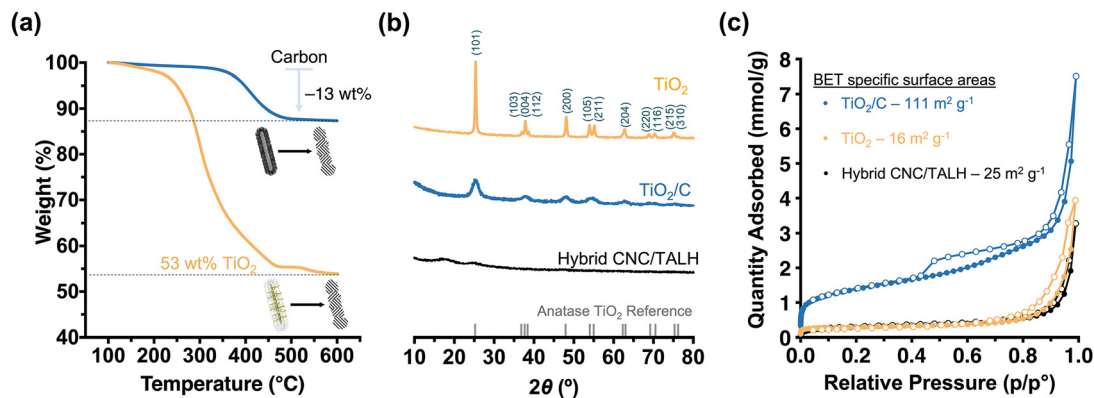 (a)
100
90
80
70
60
50
40
Weight (%)
Carbon
–13 wt%
53 wt% TiO₂
100 200 300 400 500 600
Temperature (°C)
(b)
(101)
(103)
(004)
(112)
(200)
(105)
(211)
(204)
(220)
(116)
(215)
(310)
TiO₂
TiO₂/C
Hybrid CNC/TALH
Anatase TiO₂ Reference
10 20 30 40 50 60 70 80
2θ (º)
(c)
8
7
6
5
4
3
2
1
0
Quantity Adsorbed (mmol/g)
BET specific surface areas
TiO₂/C – 111 m² g⁻¹
TiO₂ – 16 m² g⁻¹
Hybrid CNC/TALH – 25 m² g⁻¹
0.0 0.2 0.4 0.6 0.8 1.0
Relative Pressure (p/p°)